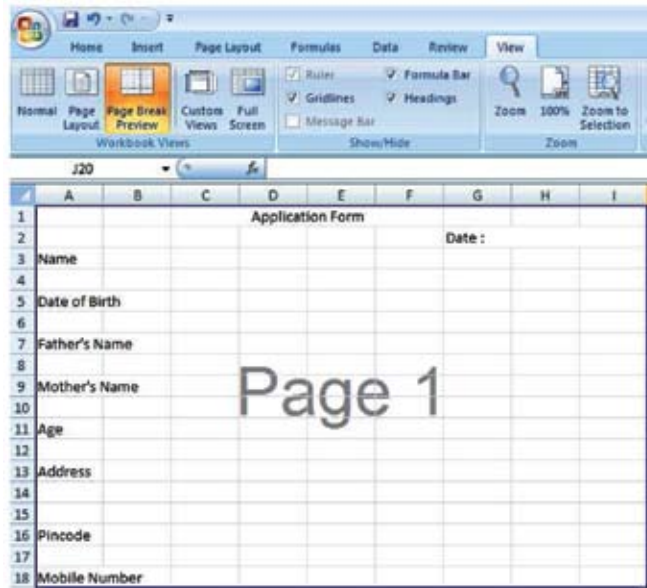 Home Insert Page Layout Formulas Data Review View
Normal Page Layout Page Break Preview Custom Views Full Screen
Ruler Formula Bar
Gridlines Headings
Message Bar
Zoom 100% Zoom to Selection
Workbook Views Show/Hide Zoom
J20 fx
A B C D E F G H I
1 Application Form
2 Date :
3 Name
4
5 Date of Birth
6
7 Father's Name
8
9 Mother's Name
Page 1
10
11 Age
12
13 Address
14
15
16 Pincode
17
18 Mobile Number